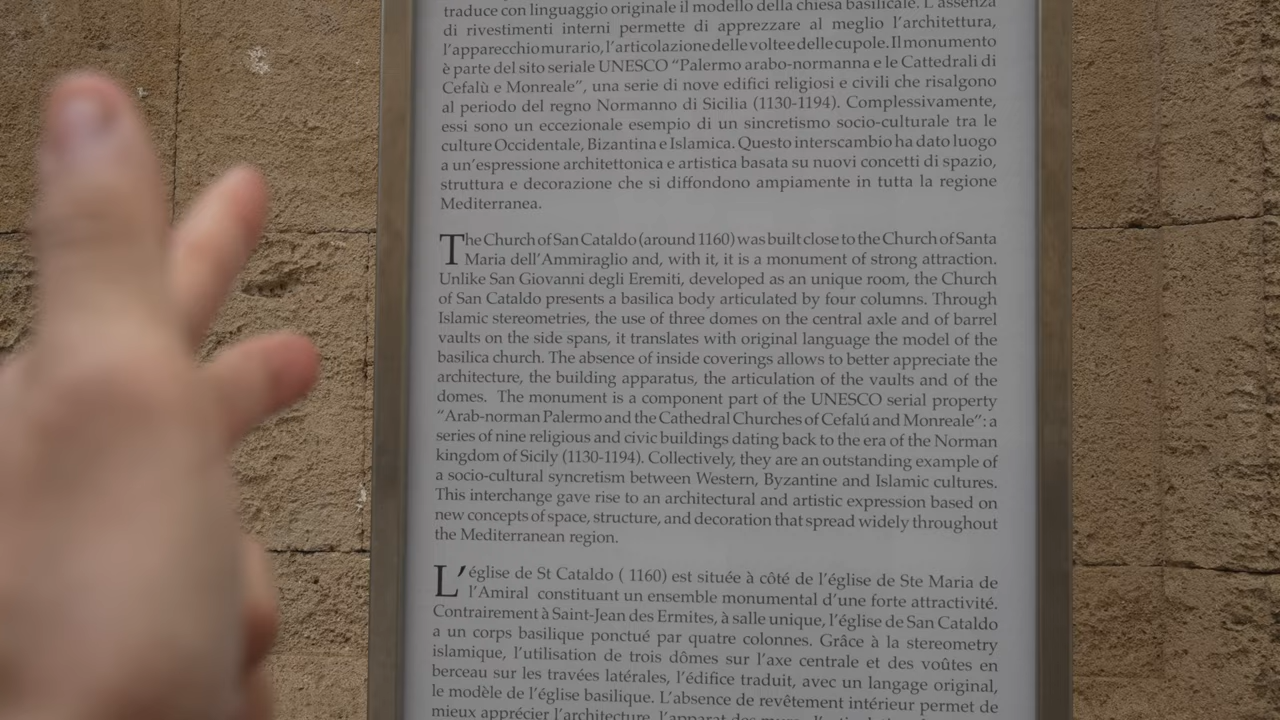 traduce con linguaggio originale il modello della chiesa basilicale. L'assenza
di rivestimenti interni permette di apprezzare al meglio l'architettura,
l'apparecchio murario, l'articolazione delle volte e delle cupole. Il monumento
è parte del sito seriale UNESCO “Palermo arabo-normanna e le Cattedrali di
Cefalù e Monreale”, una serie di nove edifici religiosi e civili che risalgono
al periodo del regno Normanno di Sicilia (1130-1194). Complessivamente,
essi sono un eccezionale esempio di un sincretismo socio-culturale tra le
culture Occidentale, Bizantina e Islamica. Questo interscambio ha dato luogo
a un'espressione architettonica e artistica basata su nuovi concetti di spazio,
struttura e decorazione che si diffondono ampiamente in tutta la regione
Mediterranea.
The Church of San Cataldo (around 1160) was built close to the Church of Santa
Maria dell'Ammiraglio and, with it, it is a monument of strong attraction.
Unlike San Giovanni degli Eremiti, developed as an unique room, the Church
of San Cataldo presents a basilica body articulated by four columns. Through
Islamic stereometries, the use of three domes on the central axle and of barrel
vaults on the side spans, it translates with original language the model of the
basilica church. The absence of inside coverings allows to better appreciate the
architecture, the building apparatus, the articulation of the vaults and of the
domes. The monument is a component part of the UNESCO serial property
“Arab-norman Palermo and the Cathedral Churches of Cefalú and Monreale”: a
series of nine religious and civic buildings dating back to the era of the Norman
kingdom of Sicily (1130-1194). Collectively, they are an outstanding example of
a socio-cultural syncretism between Western, Byzantine and Islamic cultures.
This interchange gave rise to an architectural and artistic expression based on
new concepts of space, structure, and decoration that spread widely throughout
the Mediterranean region.
L'église de St Cataldo ( 1160) est située à côté de l'église de Ste Maria de
l'Amiral constituant un ensemble monumental d'une forte attractivité.
Contrairement à Saint-Jean des Ermites, à salle unique, l'église de San Cataldo
a un corps basilique ponctué par quatre colonnes. Grâce à la stereometry
islamique, l'utilisation de trois dômes sur l'axe centrale et des voûtes en
berceau sur les travées latérales, l'édifice traduit, avec un langage original,
le modèle de l'église basilique. L'absence de revêtement intérieur permet de
mieux apprécier l'architecture, l'apparat des